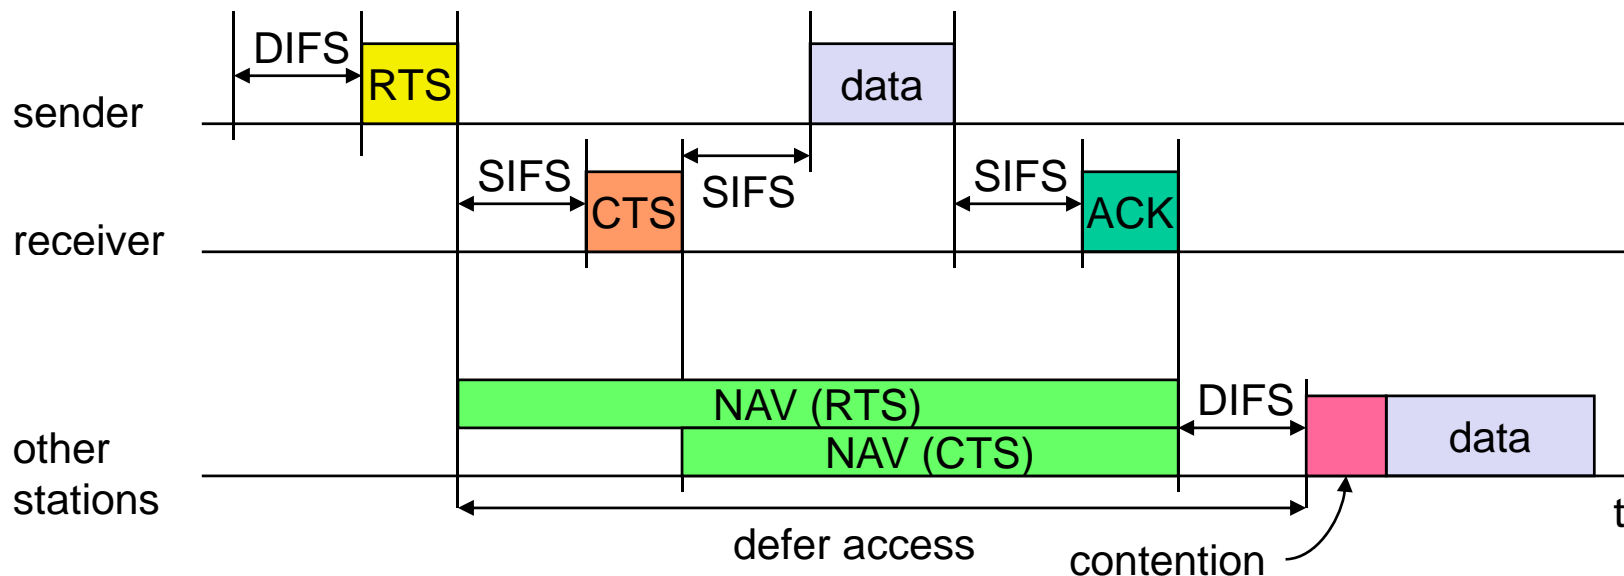 DIFS
RTS
data
sender
SIFS
CTS
SIFS
SIFS
ACK
receiver
NAV (RTS)
DIFS
NAV (CTS)
data
other
stations
t
defer access
contention